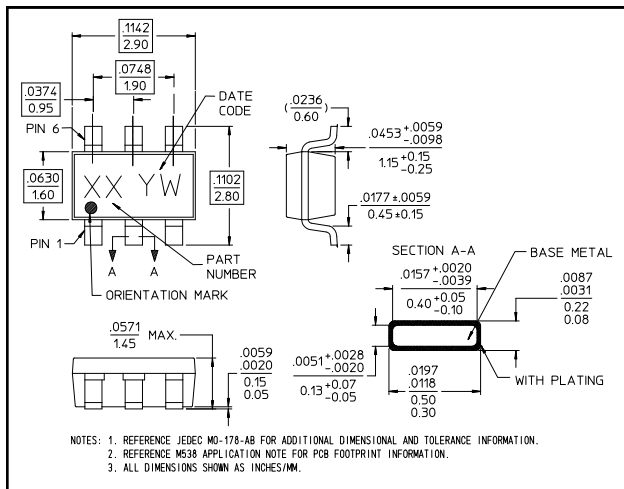 .1142
2.90
.0748
1.90
.0374
0.95
DATE
CODE
PIN 6
(.0236
0.60)
.0453 +.0059
-.0098
1.15 +0.15
-0.25
.0630
1.60
XX YW
.1102
2.80
.0177 ±.0059
0.45 ±0.15
PIN 1
A A
PART
NUMBER
ORIENTATION MARK
SECTION A-A
BASE METAL
.0157 +.0020
-.0039
0.40 +0.05
-0.10
.0087
.0031
0.22
0.08
.0571
1.45 MAX.
.0059
.0020
0.15
0.05
.0051 +.0028
-.0020
0.13 +0.07
-0.05
.0197
.0118
0.50
0.30
WITH PLATING
NOTES: 1. REFERENCE JEDEC MO-178-AB FOR ADDITIONAL DIMENSIONAL AND TOLERANCE INFORMATION.
2. REFERENCE M538 APPLICATION NOTE FOR PCB FOOTPRINT INFORMATION.
3. ALL DIMENSIONS SHOWN AS INCHES/MM.